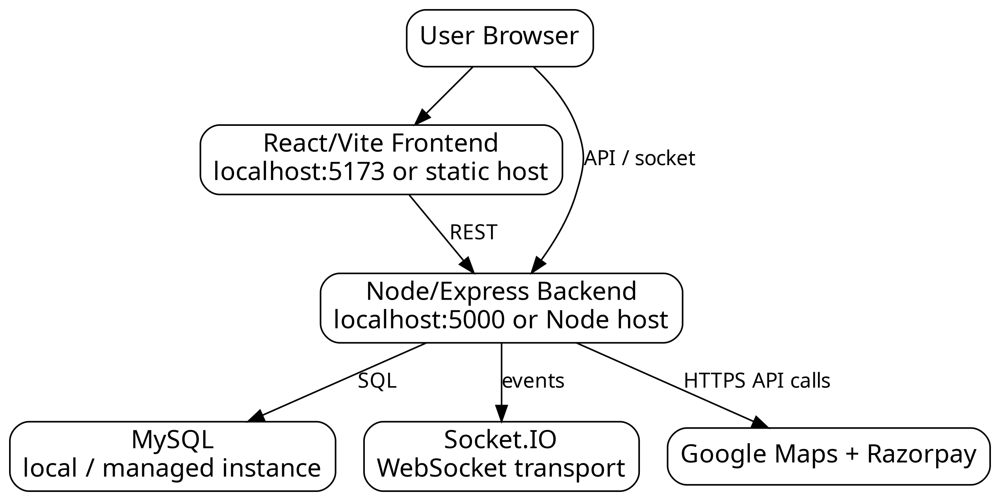 User Browser
React/Vite Frontend
localhost:5173 or static host
API / socket
REST
Node/Express Backend
localhost:5000 or Node host
SQL
events
HTTPS API calls
MySQL
local / managed instance
Socket.IO
WebSocket transport
Google Maps + Razorpay